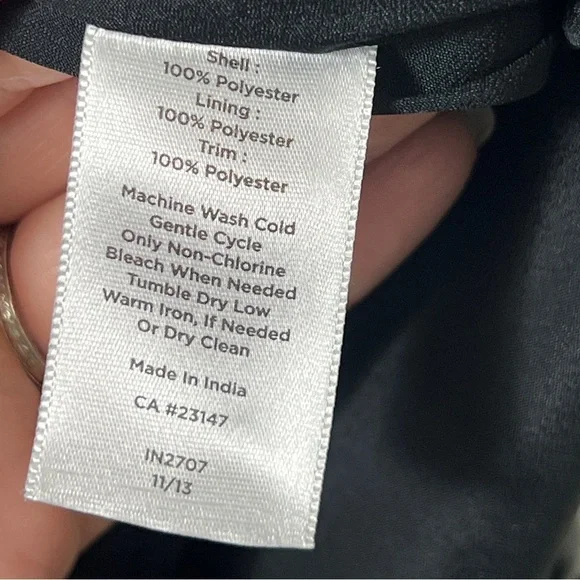 Shell :
100% Polyester
Lining :
100% Polyester
Trim :
100% Polyester
Machine Wash Cold
Gentle Cycle
Only Non-Chlorine
Bleach When Needed
Tumble Dry Low
Warm Iron, If Needed
Or Dry Clean
Made In India
CA #23147
IN2707
11/13